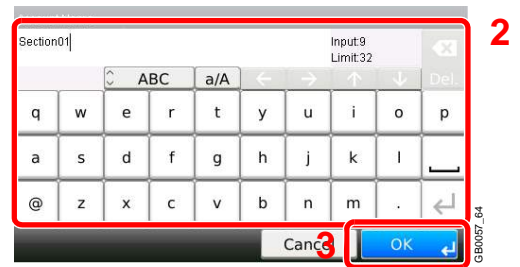 2
Section01
Input:9
Limit:32
ABC a/A Del.
q w e r t y u i o p
a s d f g h j k l
@ z x c v b n m .
3
Cance OK
GB0057_64